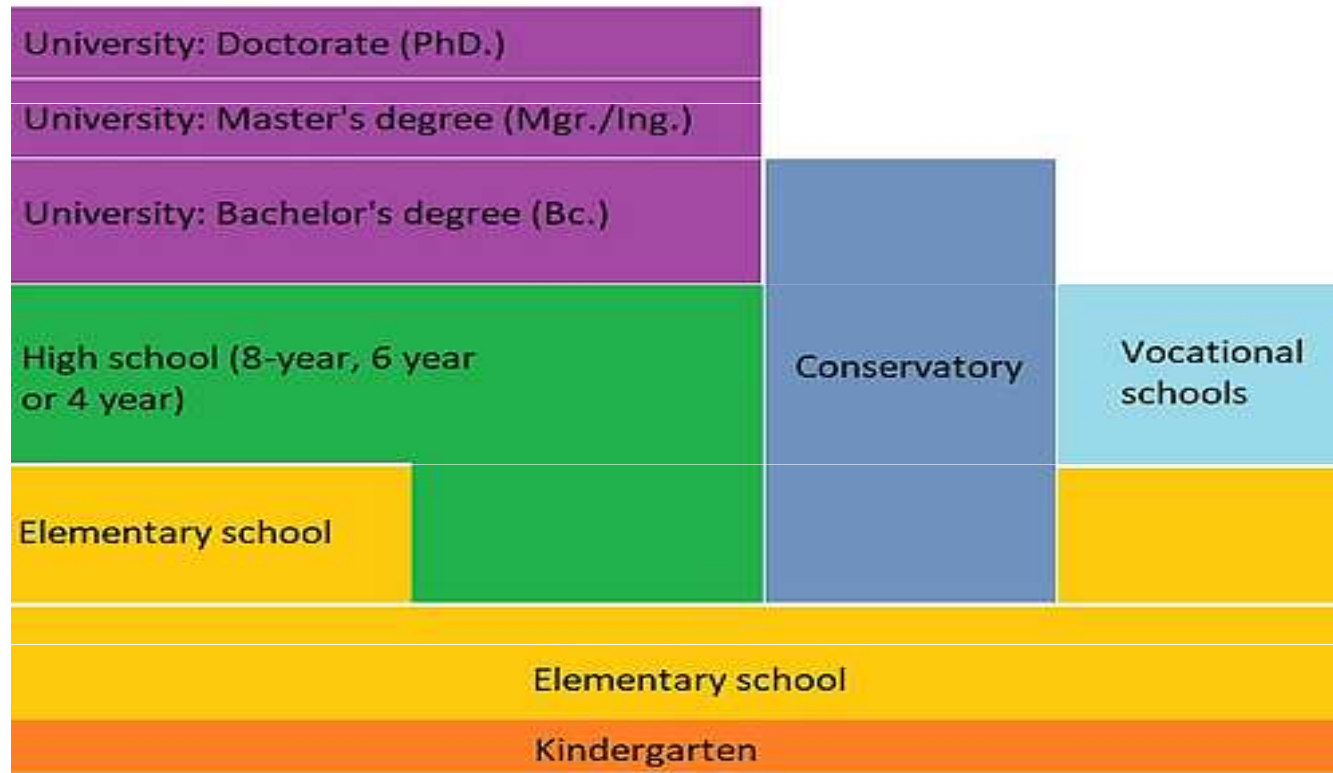 University: Doctorate (PhD.)
University: Master's degree (Mgr./Ing.)
University: Bachelor's degree (Bc.)
High school (8-year, 6 year
or 4 year)
Conservatory
Vocational
schools
Elementary school
Elementary school
Kindergarten